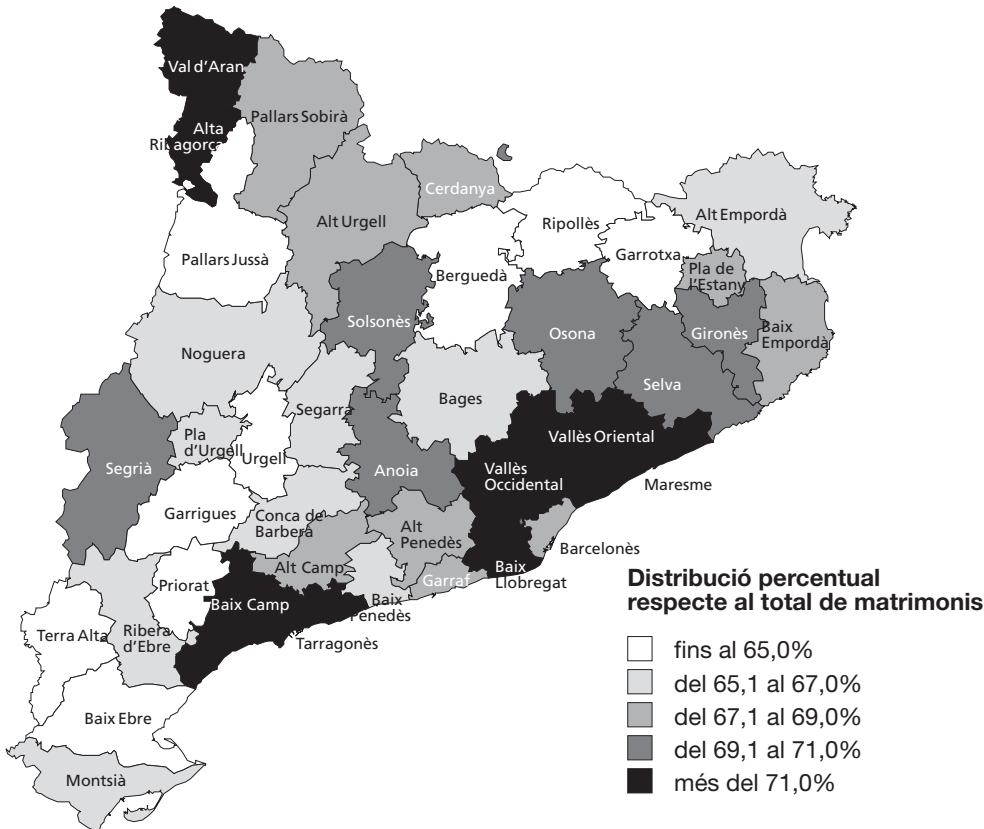 Val d'Aran
Pallars Sobirà
Alta
Ribagorça
Cerdanya
Alt Urgell
Alt Empordà
Ripollès
Garrotxa
Pallars Jussà
Berguedà
Pla de
l'Estany
Solsonès
Osona
Gironès
Baix
Empordà
Noguera
Selva
Bages
Segarra
Pla
d'Urgell
Urgell
Vallès Oriental
Segrià
Anoia
Vallès
Occidental
Maresme
Garrigues
Conca de
Barberà
Alt
Penedès
Barcelonès
Alt Camp
Garraf
Baix
Llobregat
Priorat
Baix Camp
Baix
Penedès
Tarragonès
Terra Alta
Ribera
d'Ebre
Baix Ebre
Montsià
Distribució percentual
respecte al total de matrimonis
fins al 65,0%
del 65,1 al 67,0%
del 67,1 al 69,0%
del 69,1 al 71,0%
més del 71,0%